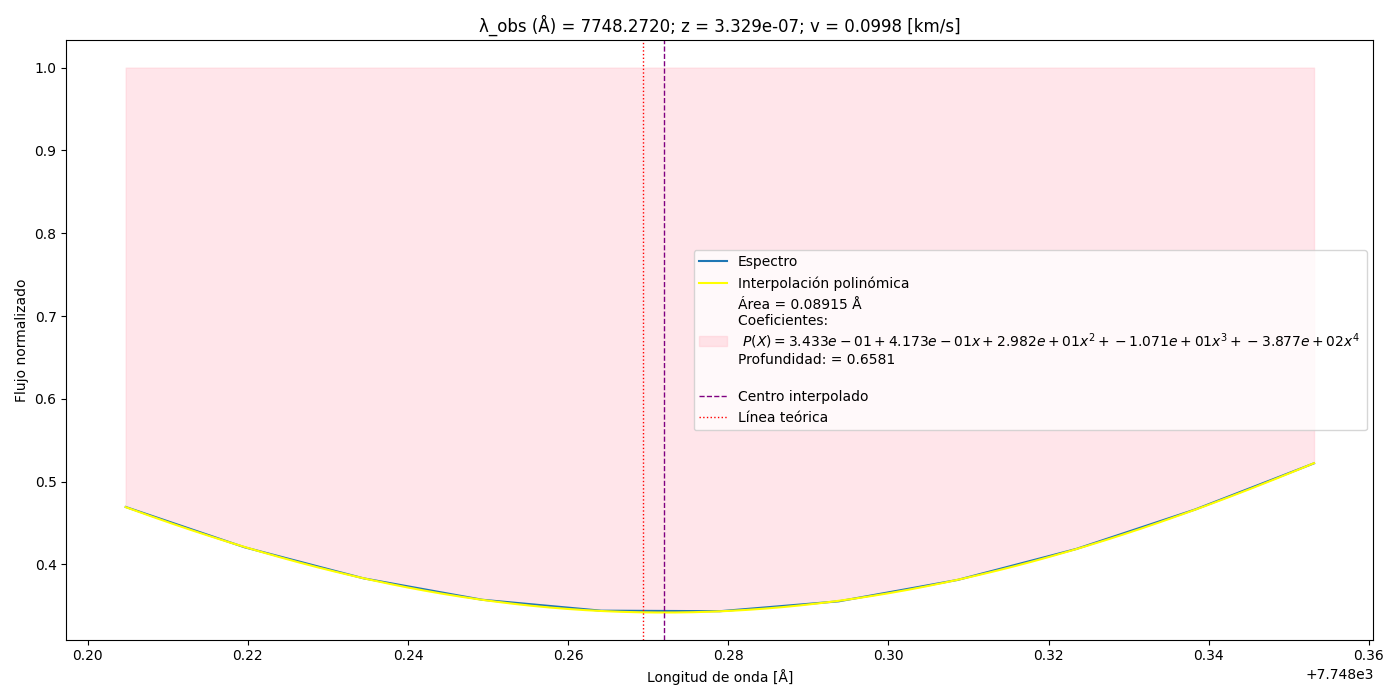 λ_obs (Å) = 7748.2720; z = 3.329e-07; v = 0.0998 [km/s]
Flujo normalizado
1.0
0.9
0.8
0.7
0.6
0.5
0.4
Espectro
Interpolación polinómica
Área = 0.08915 Å
Coeficientes:
P(X) = 3.433e − 01 + 4.173e − 01x + 2.982e + 01x² + −1.071e + 01x³ + −3.877e + 02x⁴
Profundidad: = 0.6581
Centro interpolado
Línea teórica
0.20 0.22 0.24 0.26 0.28 0.30 0.32 0.34 0.36
+7.748e3
Longitud de onda [Å]